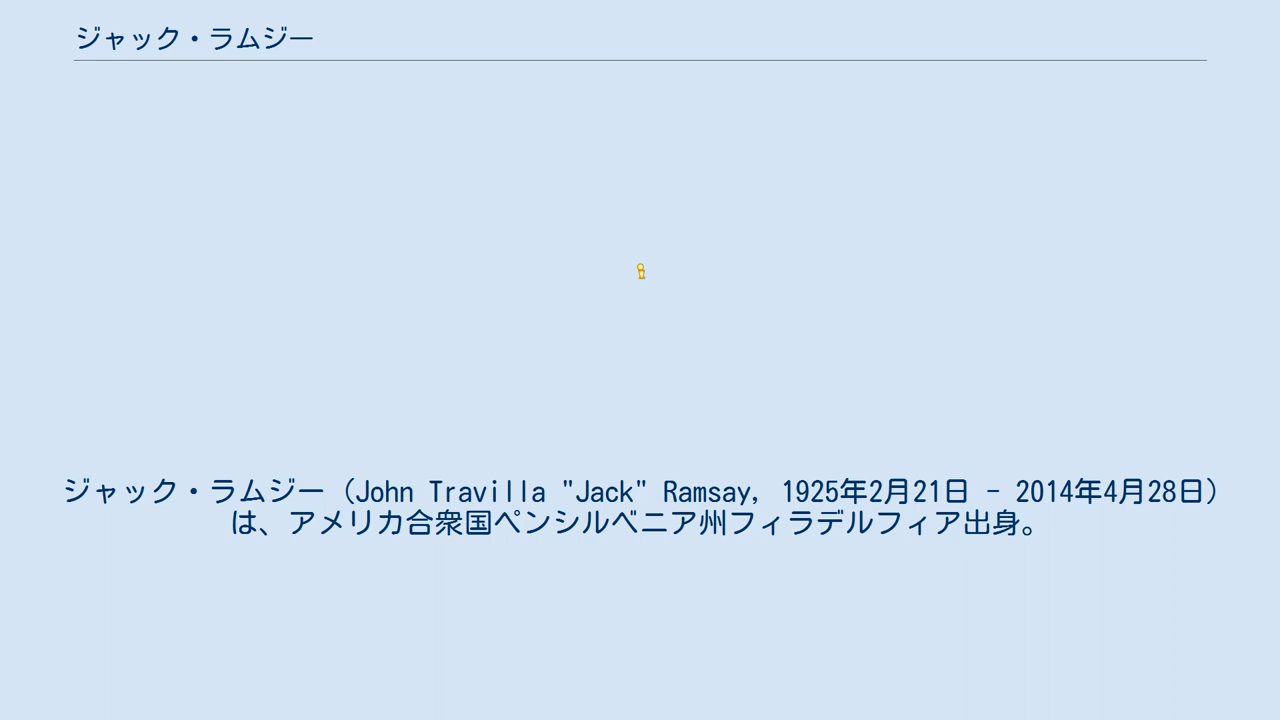 ジャック・ラムジー
ジャック・ラムジー（John Travilla "Jack" Ramsay, 1925年2月21日 - 2014年4月28日）
は、アメリカ合衆国ペンシルベニア州フィラデルフィア出身。